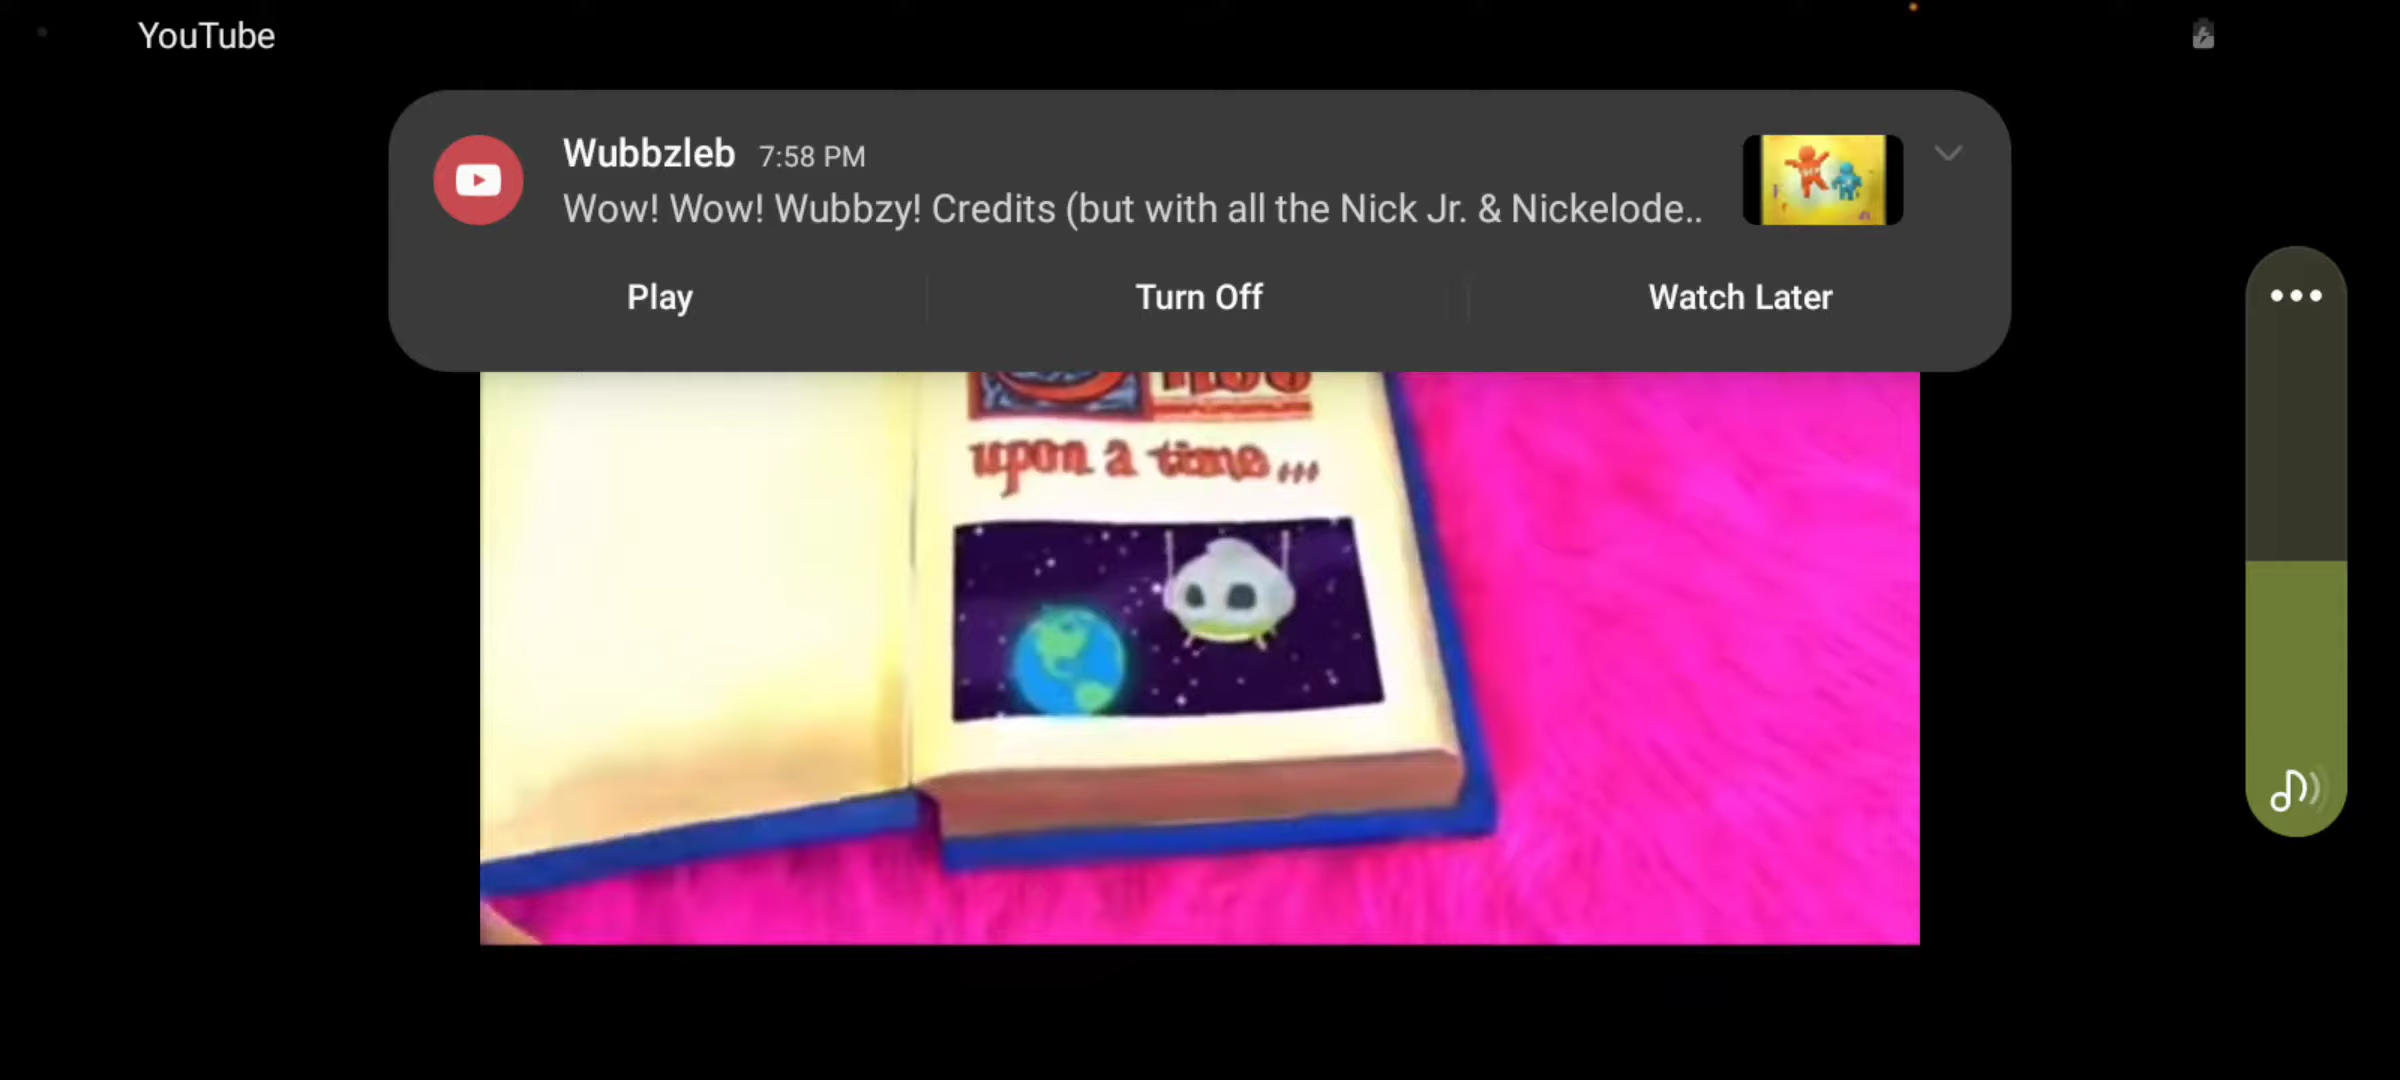 YouTube
Wubbzleb 7:58 PM
Wow! Wow! Wubbzy! Credits (but with all the Nick Jr. & Nickelode..
Play
Turn Off
Watch Later
upon a time...